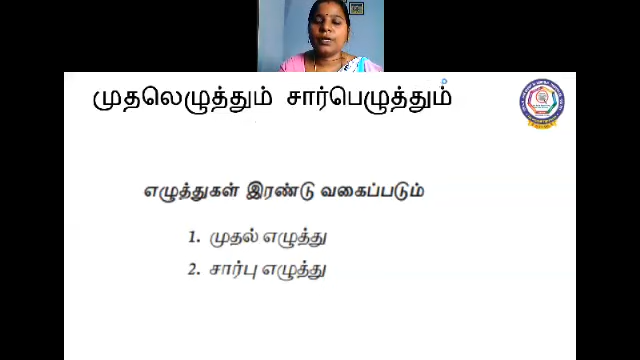 முதலெழுத்தும் சார்பெழுத்தும்
எழுத்துகள் இரண்டு வகைப்படும்
1. முதல் எழுத்து
2. சார்பு எழுத்து